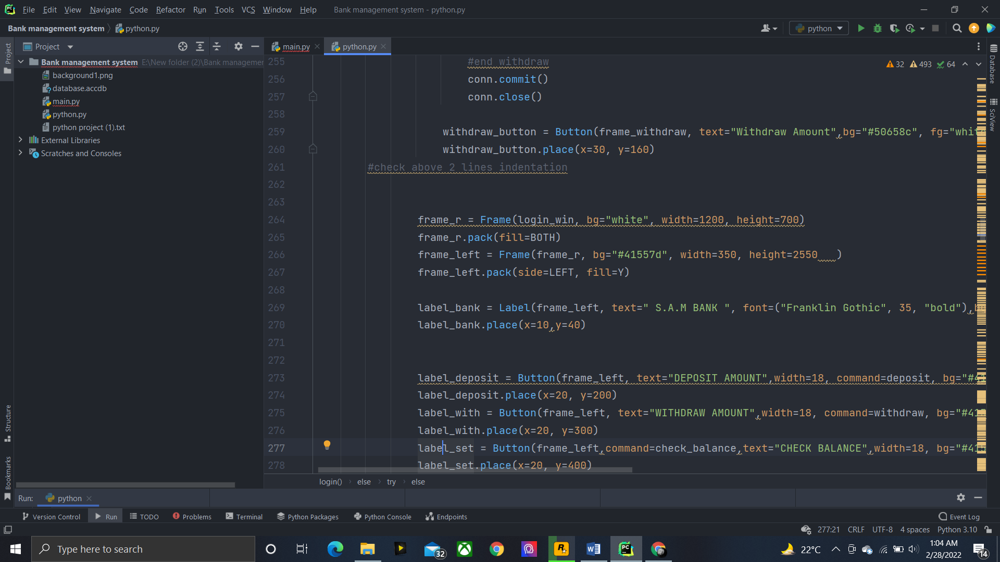 File Edit View Navigate Code Refactor Run Tools VCS Window Help Bank management system - python.py
Bank management system python.py python
Project
Bank management system E:\New folder (2)\Bank managemer
background1.png
database.accdb
main.py
python.py
python project (1).txt
External Libraries
Scratches and Consoles
Project
Structure
Bookmarks
main.py python.py
32 493 64
255 #end withdraw
256 conn.commit()
257 conn.close()
258
259 withdraw_button = Button(frame_withdraw, text="Withdraw Amount",bg="#50658c", fg="whit
260 withdraw_button.place(x=30, y=160)
261 #check above 2 lines indentation
262
263
264 frame_r = Frame(login_win, bg="white", width=1200, height=700)
265 frame_r.pack(fill=BOTH)
266 frame_left = Frame(frame_r, bg="#41557d", width=350, height=2550   )
267 frame_left.pack(side=LEFT, fill=Y)
268
269 label_bank = Label(frame_left, text=" S.A.M BANK ", font=("Franklin Gothic", 35, "bold"),b
270 label_bank.place(x=10,y=40)
271
272
273 label_deposit = Button(frame_left, text="DEPOSIT AMOUNT",width=18, command=deposit, bg="#41
274 label_deposit.place(x=20, y=200)
275 label_with = Button(frame_left, text="WITHDRAW AMOUNT",width=18, command=withdraw, bg="#415
276 label_with.place(x=20, y=300)
277 label_set = Button(frame_left,command=check_balance,text="CHECK BALANCE",width=18, bg="#415
278 label_set.place(x=20, y=400)
login() else try else
Database
SciView
Run: python
Version Control Run TODO Problems Terminal Python Packages Python Console Endpoints Event Log
277:21 CRLF UTF-8 4 spaces Python 3.10
Type here to search 32 22°C 1:04 AM
2/28/2022 14